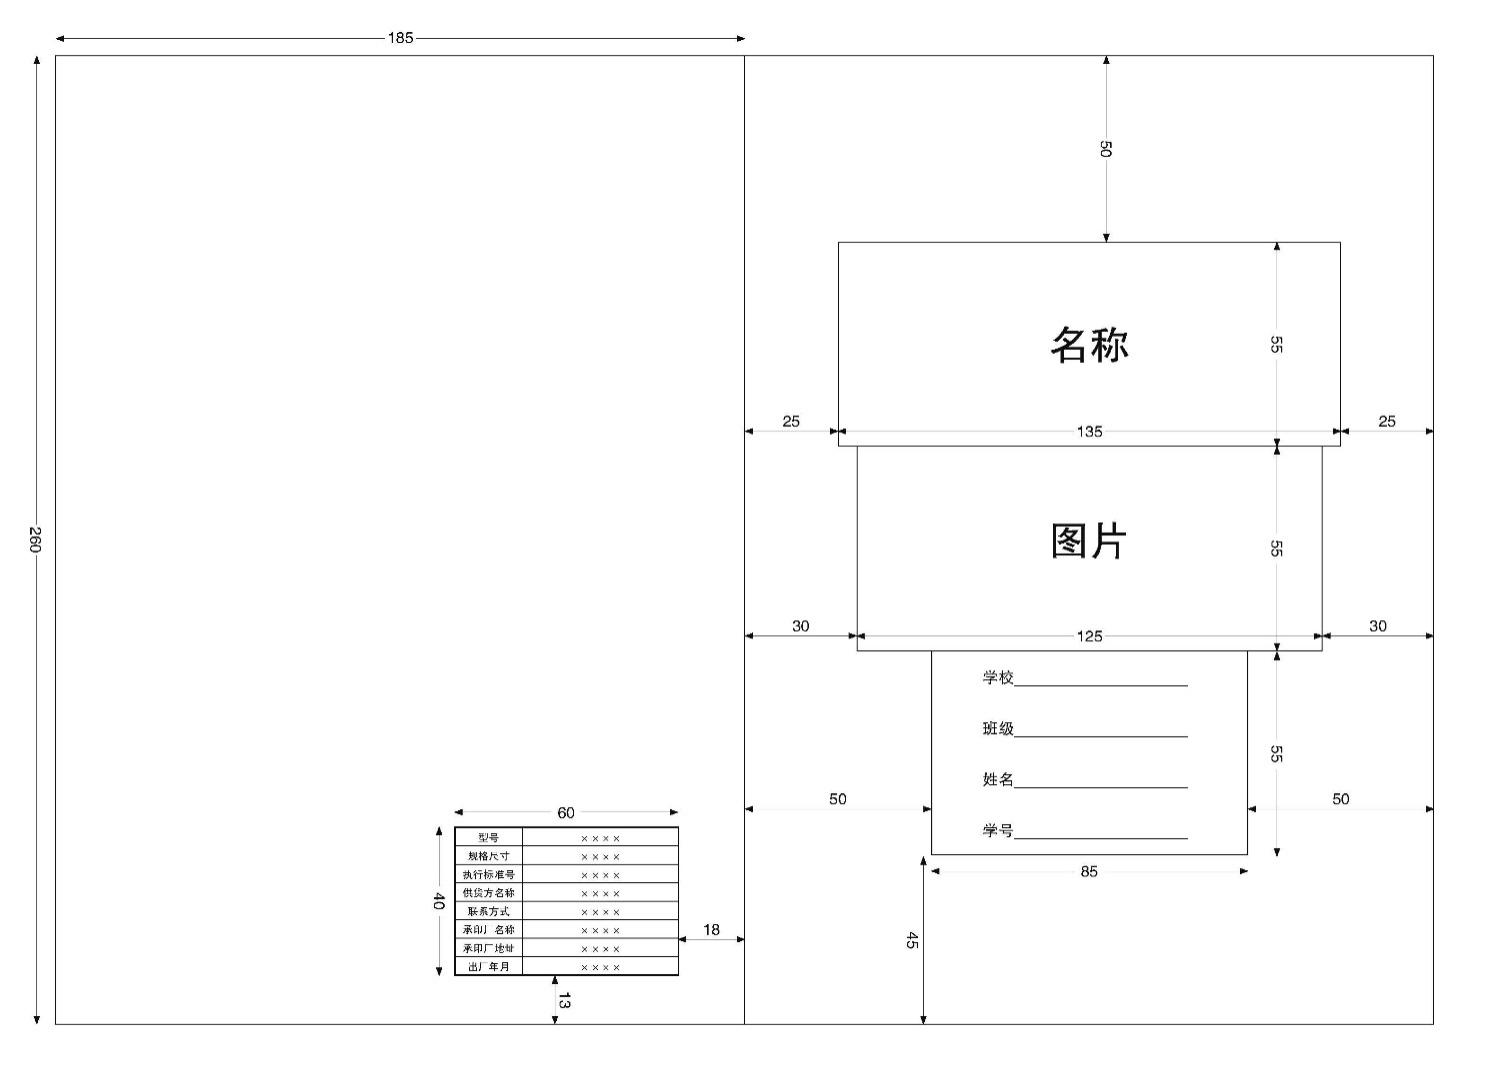 185
50
260
名称
55
25
135
25
图片
55
30
125
30
学校
班级
姓名
学号
55
50
50
85
45
60
40
型号 ××××
规格尺寸 ××××
执行标准号 ××××
供货方名称 ××××
联系方式 ××××
承印厂名称 ××××
承印厂地址 ××××
出厂年月 ××××
18
13